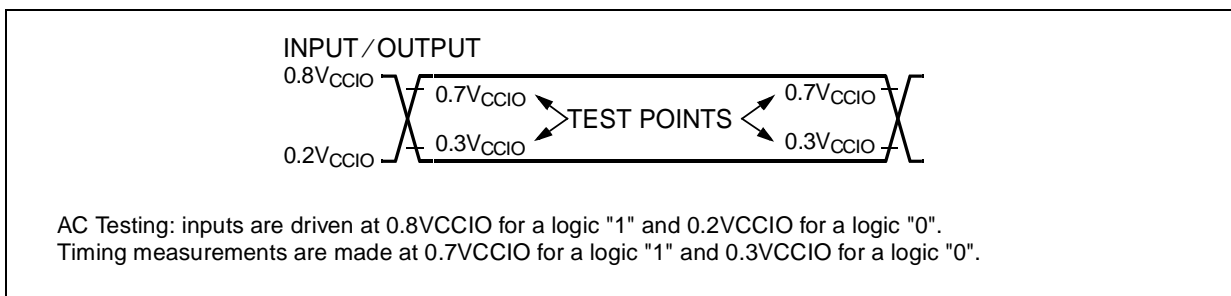 INPUT/OUTPUT
0.8VCCIO
0.7VCCIO
0.7VCCIO
TEST POINTS
0.3VCCIO
0.3VCCIO
0.2VCCIO
AC Testing: inputs are driven at 0.8VCCIO for a logic "1" and 0.2VCCIO for a logic "0".
Timing measurements are made at 0.7VCCIO for a logic "1" and 0.3VCCIO for a logic "0".